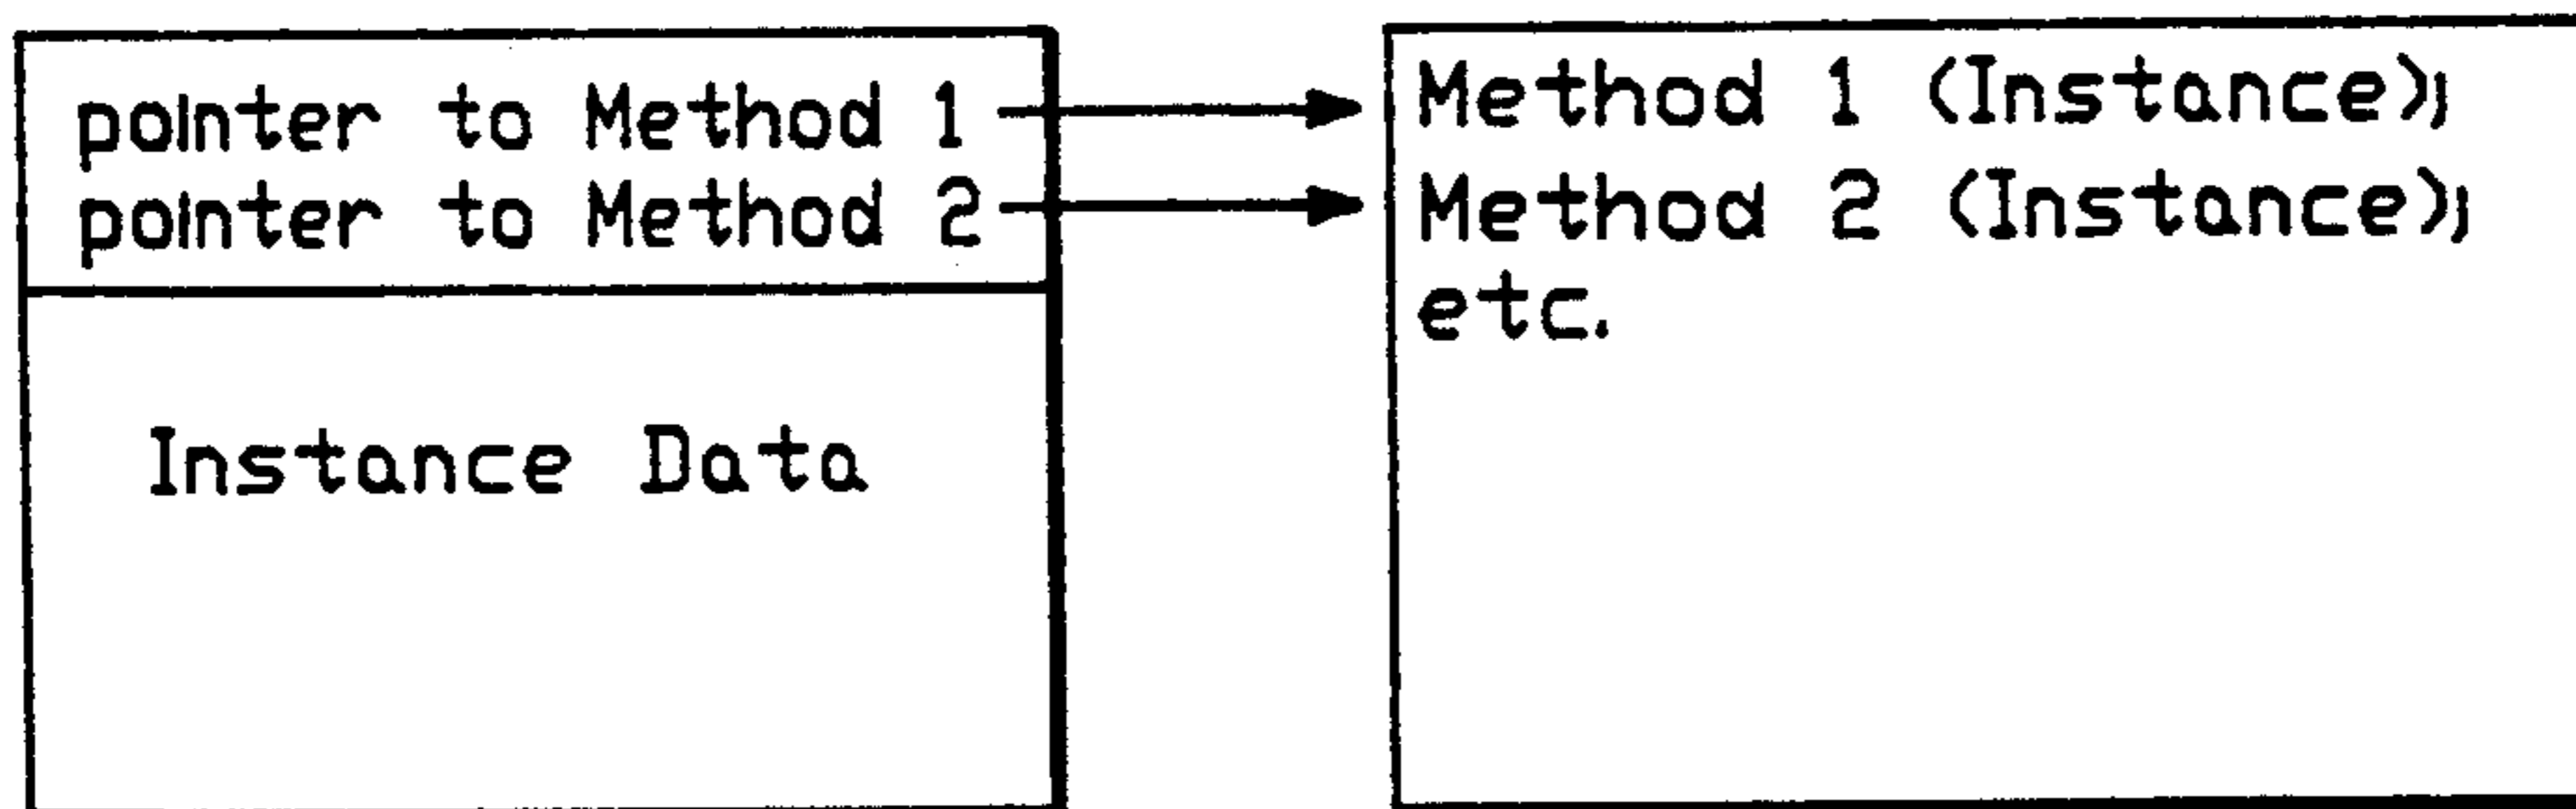 pointer to Method 1
pointer to Method 2
Instance Data
Method 1 (Instance);
Method 2 (Instance);
etc.